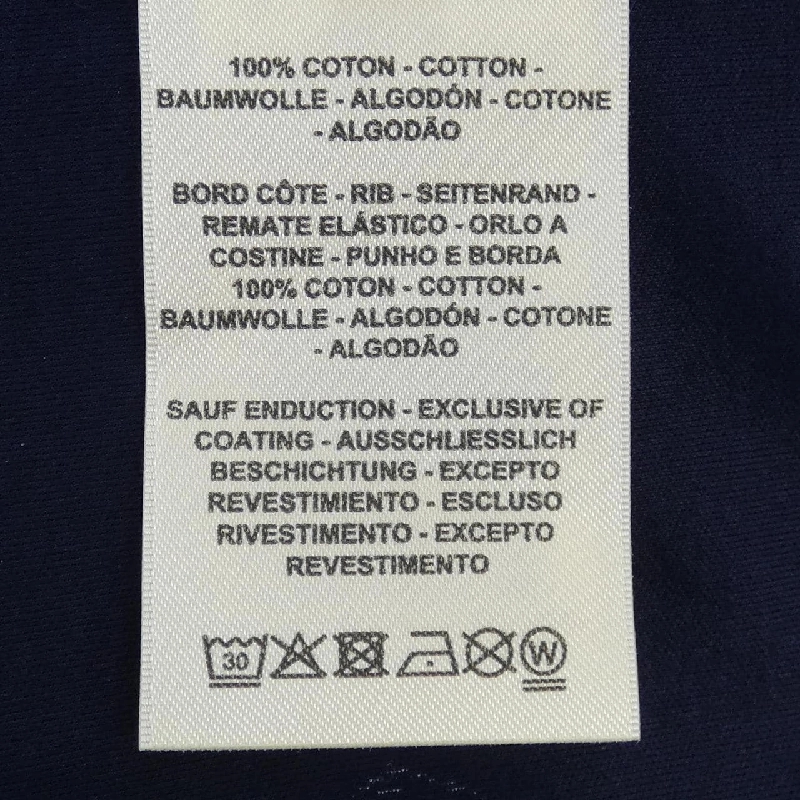 100% COTON - COTTON -
BAUMWOLLE - ALGODÓN - COTONE
- ALGODÃO
BORD CÔTE - RIB - SEITENRAND -
REMATE ELÁSTICO - ORLO A
COSTINE - PUNHO E BORDA
100% COTON - COTTON -
BAUMWOLLE - ALGODÓN - COTONE
- ALGODÃO
SAUF ENDUCTION - EXCLUSIVE OF
COATING - AUSSCHLIESSLICH
BESCHICHTUNG - EXCEPTO
REVESTIMIENTO - ESCLUSO
RIVESTIMENTO - EXCEPTO
REVESTIMENTO
30 W